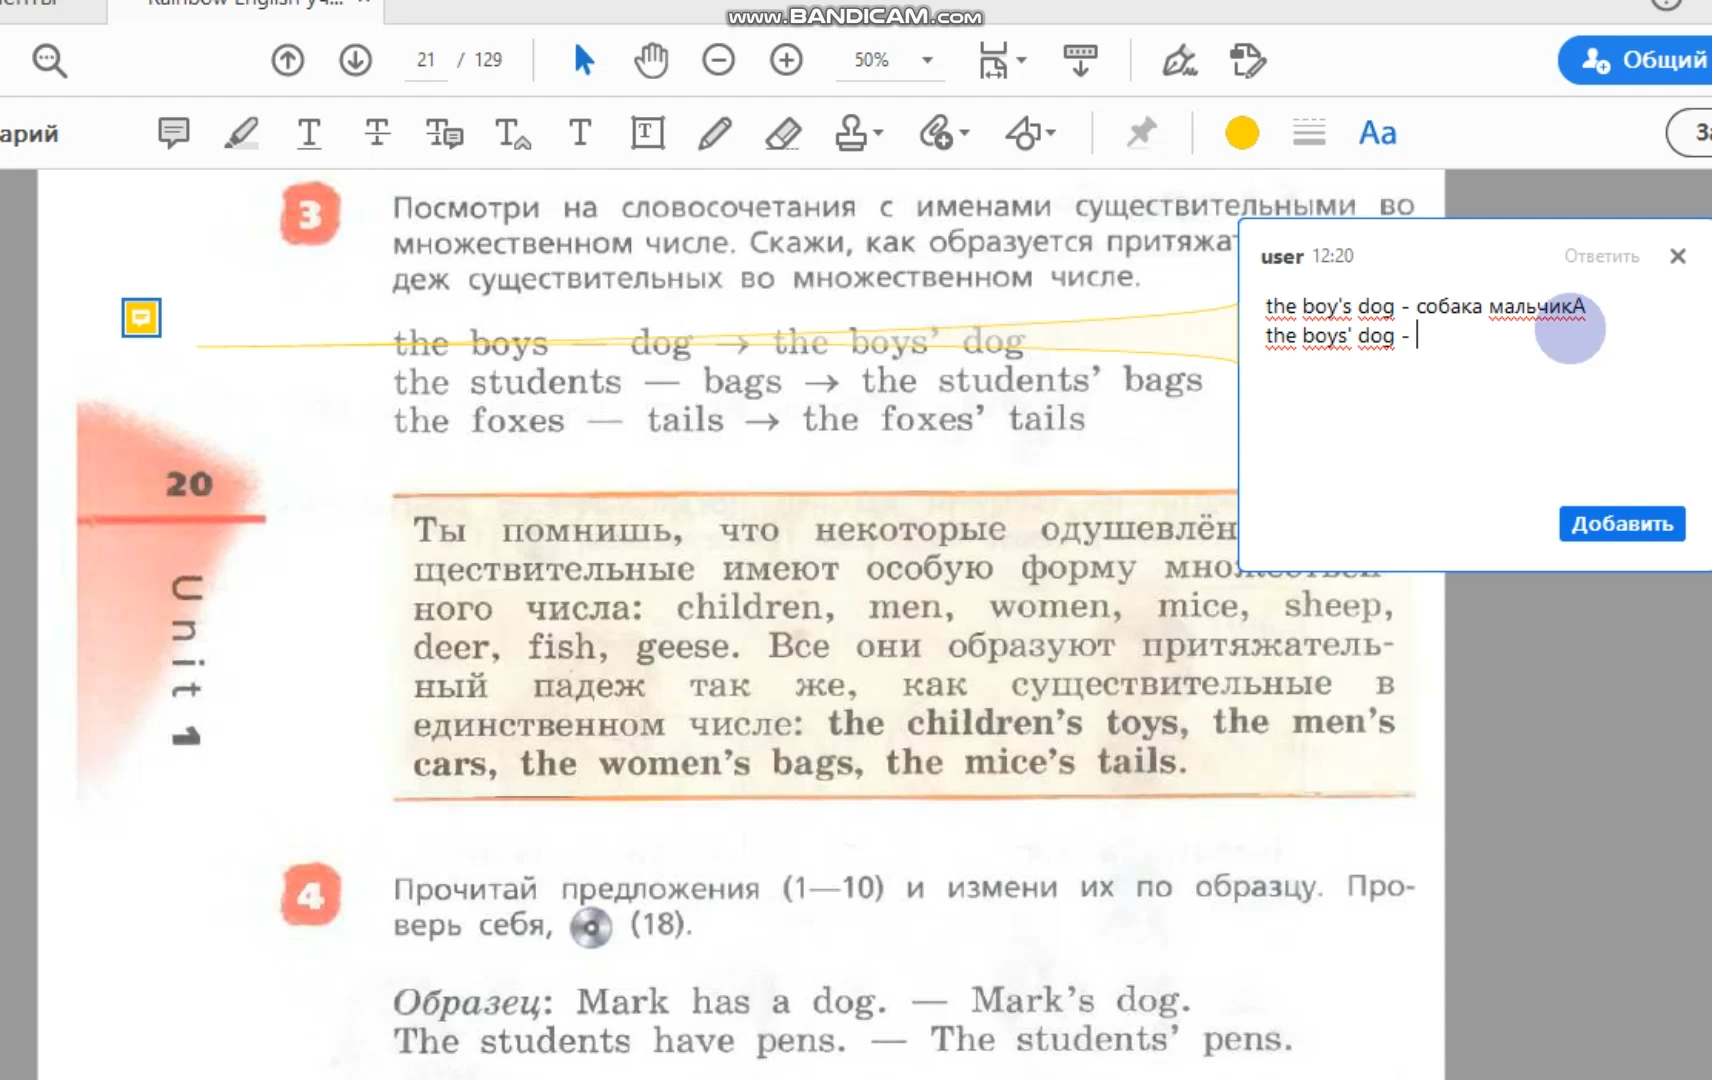 Rainbow English уч...
www.BANDICAM.com
21 / 129
50%
Общий
арий
T
T
T
T
T
T
Aa
За
3
Посмотри на словосочетания с именами существительными во
множественном числе. Скажи, как образуется притяжат
деж существительных во множественном числе.
the boys — dog → the boys’ dog
the students — bags → the students’ bags
the foxes — tails → the foxes’ tails
user 12:20
Ответить
the boy's dog - собака мальчикА
the boys' dog -
Добавить
20
Unit 1
Ты помнишь, что некоторые одушевлён
ществительные имеют особую форму множествен-
ного числа: children, men, women, mice, sheep,
deer, fish, geese. Все они образуют притяжатель-
ный падеж так же, как существительные в
единственном числе: the children’s toys, the men’s
cars, the women’s bags, the mice’s tails.
4
Прочитай предложения (1—10) и измени их по образцу. Про-
верь себя, (18).
Образец: Mark has a dog. — Mark’s dog.
The students have pens. — The students’ pens.